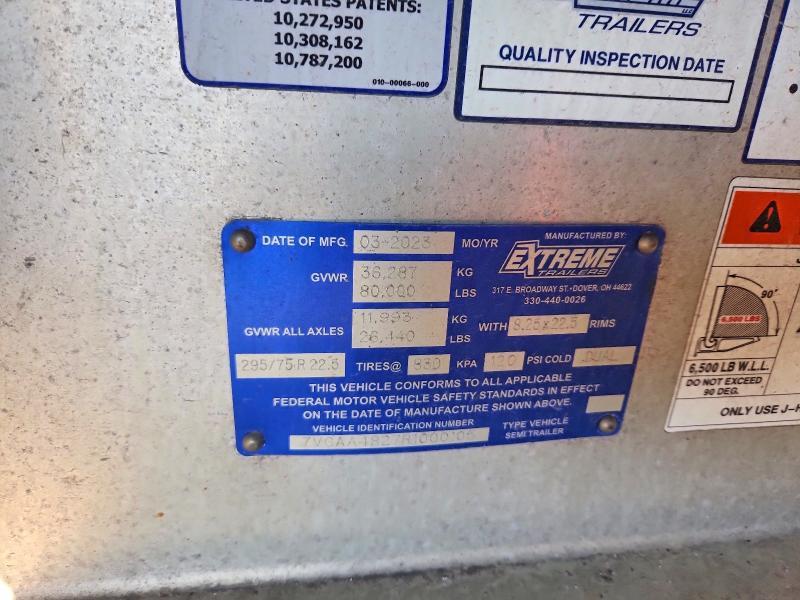 UNITED STATES PATENTS:
10,272,950
10,308,162
10,787,200
010-00066-000
TRAILERS
QUALITY INSPECTION DATE
DATE OF MFG. 03-2023 MO/YR
GVWR 36,287 KG
80,000 LBS
GVWR ALL AXLES 11,993 KG
26,440 LBS
WITH 8.25x22.5 RIMS
295/75 R 22.5 TIRES@ 830 KPA 120 PSI COLD DUAL
THIS VEHICLE CONFORMS TO ALL APPLICABLE
FEDERAL MOTOR VEHICLE SAFETY STANDARDS IN EFFECT
ON THE DATE OF MANUFACTURE SHOWN ABOVE.
VEHICLE IDENTIFICATION NUMBER
TYPE VEHICLE
SEMITRAILER
MANUFACTURED BY:
EXTREME
TRAILERS
317 E. BROADWAY ST. - DOVER, OH 44622
330-440-0026
90°
6,500 LBS
6,500 LB W.L.L.
DO NOT EXCEED
90 DEG.
ONLY USE J-H